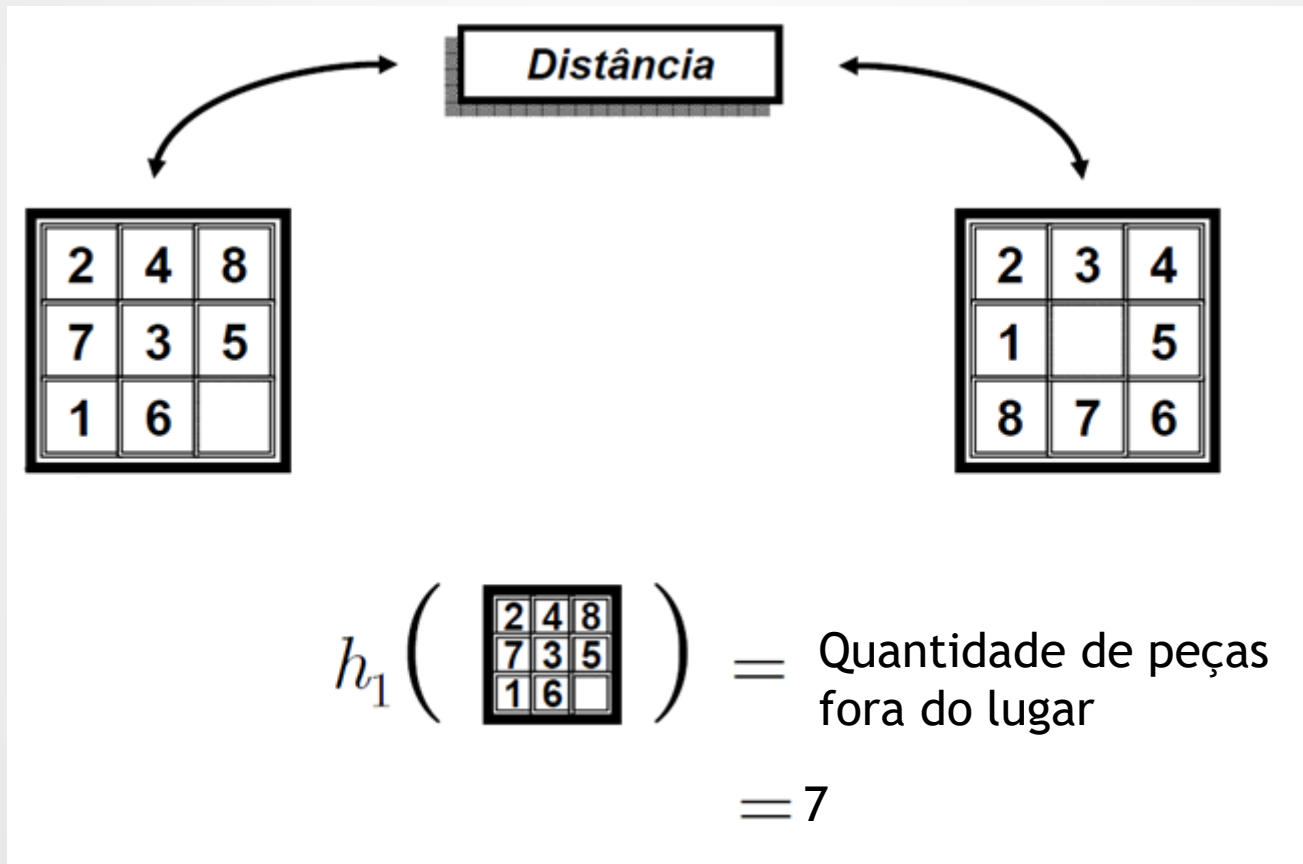 Distância
2 4 8
7 3 5
1 6
2 3 4
1 5
8 7 6
h₁( 2 4 8
7 3 5
1 6 ) = Quantidade de peças
fora do lugar
= 7